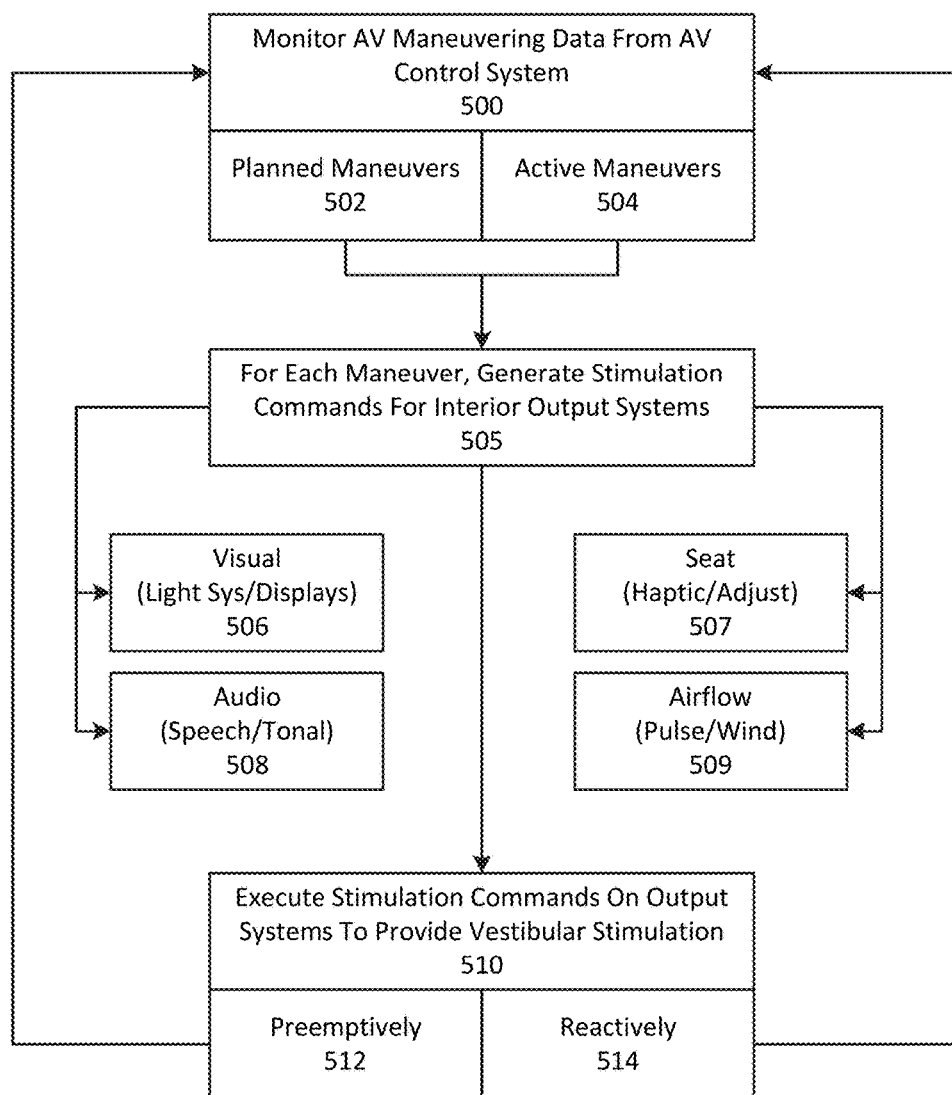 Monitor AV Maneuvering Data From AV
Control System
500
Planned Maneuvers
502
Active Maneuvers
504
For Each Maneuver, Generate Stimulation
Commands For Interior Output Systems
505
Visual
(Light Sys/Displays)
506
Seat
(Haptic/Adjust)
507
Audio
(Speech/Tonal)
508
Airflow
(Pulse/Wind)
509
Execute Stimulation Commands On Output
Systems To Provide Vestibular Stimulation
510
Preemptively
512
Reactively
514